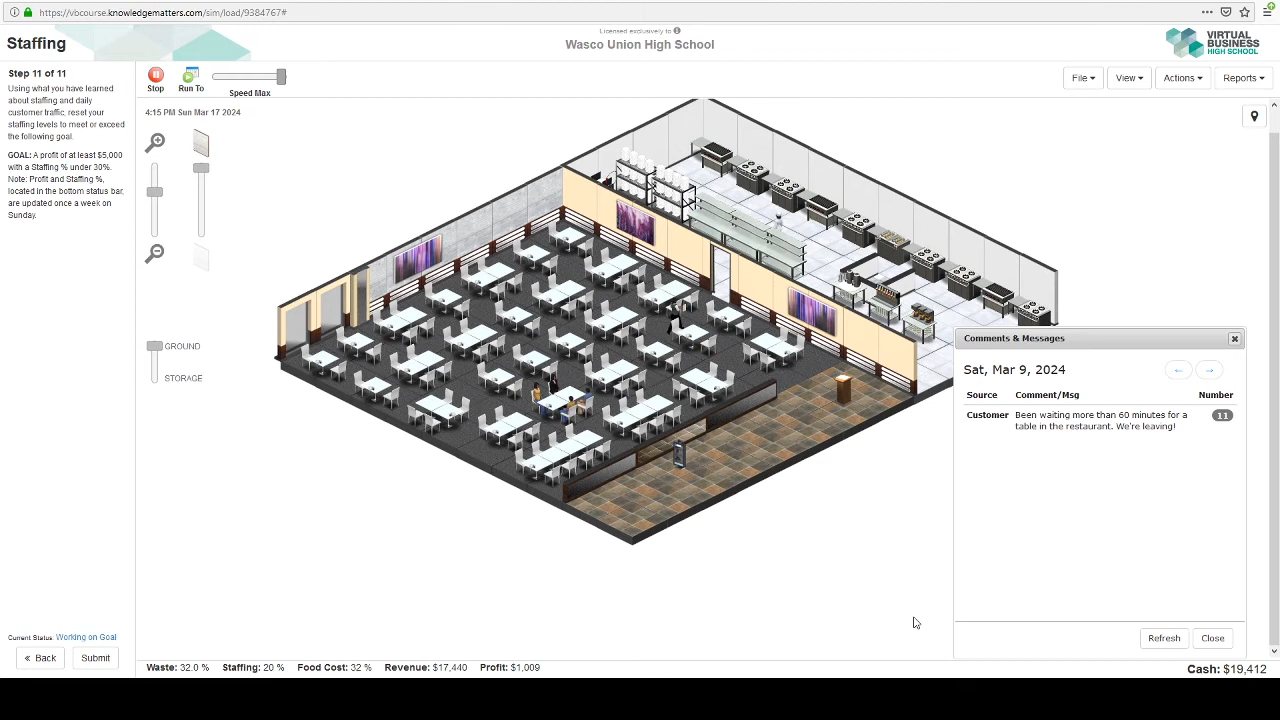 https://vbcourse.knowledgematters.com/sim/load/9384767#
Staffing
Licensed exclusively to
Wasco Union High School
VIRTUAL
BUSINESS
HIGH SCHOOL
Step 11 of 11
Using what you have learned
about staffing and daily
customer traffic, reset your
staffing levels to meet or exceed
the following goal.
GOAL: A profit of at least $5,000
with a Staffing % under 30%.
Note: Profit and Staffing %,
located in the bottom status bar,
are updated once a week on
Sunday.
Stop
Run To
Speed Max
File
View
Actions
Reports
4:15 PM Sun Mar 17 2024
GROUND
STORAGE
Comments & Messages
Sat, Mar 9, 2024
Source Comment/Msg Number
Customer Been waiting more than 60 minutes for a 11
table in the restaurant. We're leaving!
Refresh Close
Current Status: Working on Goal
« Back Submit
Waste: 32.0 % Staffing: 20 % Food Cost: 32 % Revenue: $17,440 Profit: $1,009
Cash: $19,412